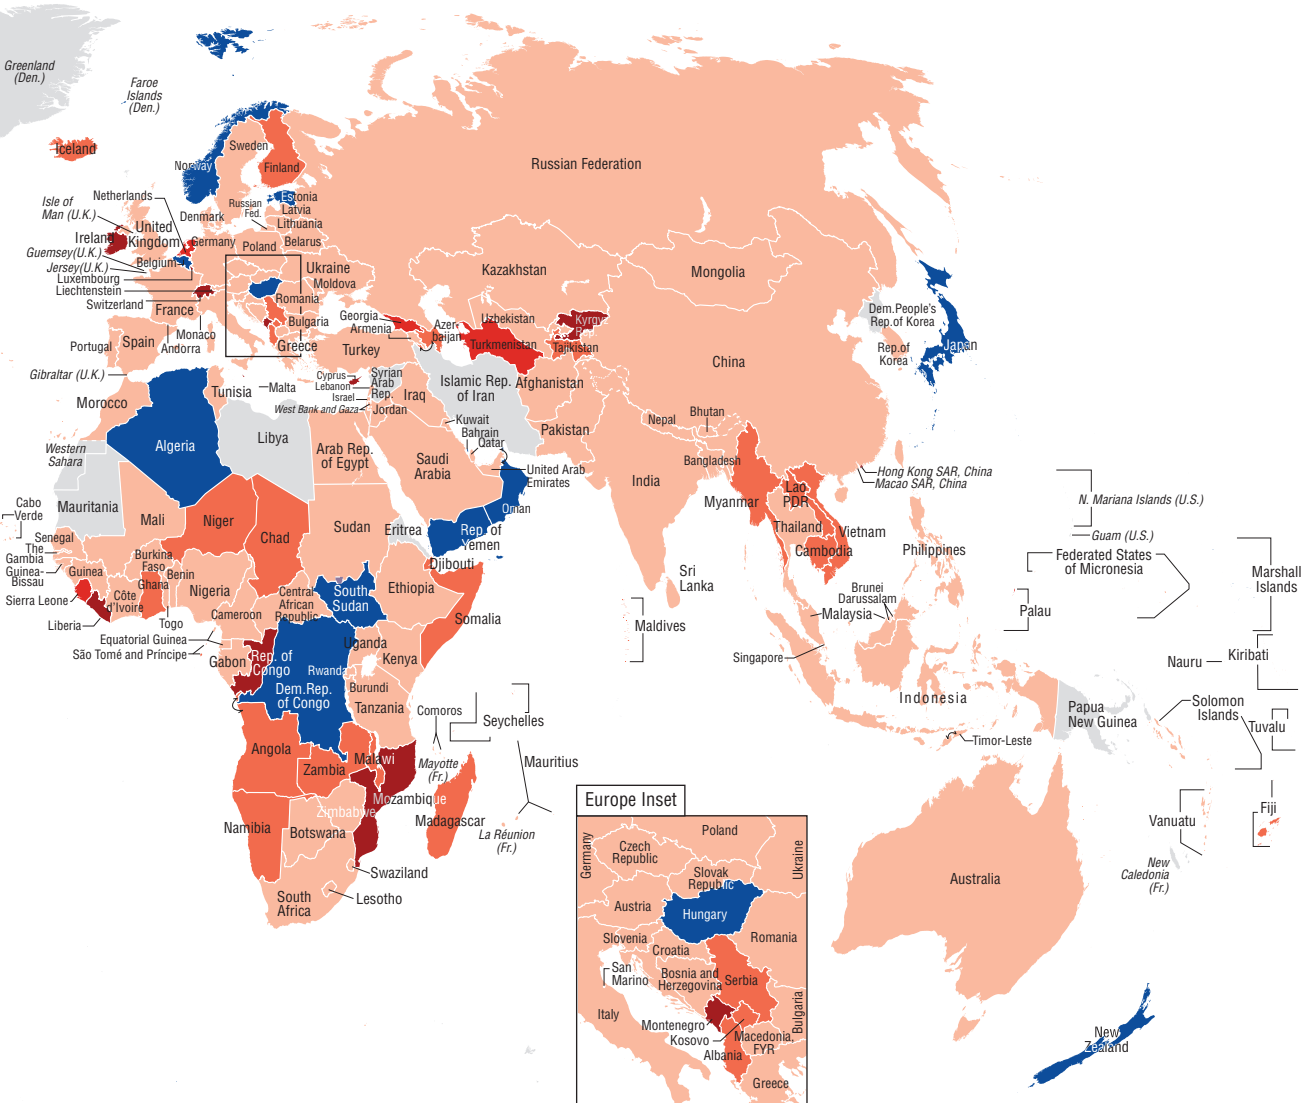 Greenland
(Den.)
Faroe
Islands
(Den.)
Iceland
Norway
Sweden
Finland
Russian Federation
Isle of
Man (U.K.)
Netherlands
Russian
Fed.
Estonia
Latvia
Lithuania
Denmark
United
Kingdom
Ireland
Germany
Poland
Belarus
Guernsey(U.K.)
Jersey(U.K.)
Belgium
Luxembourg
Liechtenstein
Switzerland
France
Ukraine
Moldova
Romania
Bulgaria
Kazakhstan
Mongolia
Portugal
Spain
Monaco
Andorra
Greece
Georgia
Armenia
Azer-
baijan
Uzbekistan
Kyrgyz
Turkmenistan
Tajikistan
Dem.People's
Rep.of Korea
Rep.of
Korea
Japan
Gibraltar (U.K.)
Turkey
China
Morocco
Tunisia
Malta
Cyprus
Lebanon
Israel
West Bank and Gaza
Syrian
Arab
Rep.
Jordan
Iraq
Islamic Rep.
of Iran
Afghanistan
Kuwait
Bahrain
Qatar
Pakistan
Nepal
Bhutan
Western
Sahara
Algeria
Libya
Arab Rep.
of Egypt
Saudi
Arabia
United Arab
Emirates
Oman
India
Bangladesh
Myanmar
Lao
PDR
Hong Kong SAR, China
Macao SAR, China
N. Mariana Islands (U.S.)
Guam (U.S.)
Cabo
Verde
Mauritania
Mali
Niger
Chad
Sudan
Eritrea
Rep. of
Yemen
Djibouti
Thailand
Vietnam
Cambodia
Philippines
Federated States
of Micronesia
Marshall
Islands
Senegal
The
Gambia
Guinea-
Bissau
Guinea
Burkina
Faso
Benin
Ghana
Côte
d'Ivoire
Nigeria
Sierra Leone
Liberia
Togo
Cameroon
Central
African
Republic
South
Sudan
Ethiopia
Somalia
Sri
Lanka
Maldives
Brunei
Darussalam
Malaysia
Palau
Equatorial Guinea
São Tomé and Príncipe
Gabon
Rep. of
Congo
Dem.Rep.
of Congo
Uganda
Kenya
Rwanda
Burundi
Tanzania
Singapore
Indonesia
Nauru
Kiribati
Papua
New Guinea
Solomon
Islands
Tuvalu
Timor-Leste
Comoros
Seychelles
Mauritius
Angola
Zambia
Malawi
Mayotte
(Fr.)
Mozambique
Zimbabwe
Madagascar
La Réunion
(Fr.)
Namibia
Botswana
Swaziland
Lesotho
South
Africa
Vanuatu
Fiji
New
Caledonia
(Fr.)
Australia
New
Zealand
Europe Inset
Germany
Poland
Czech
Republic
Ukraine
Slovak
Republic
Austria
Hungary
Slovenia
Croatia
Romania
San
Marino
Bosnia and
Herzegovina
Serbia
Italy
Montenegro
Kosovo
Bulgaria
Macedonia,
FYR
Albania
Greece